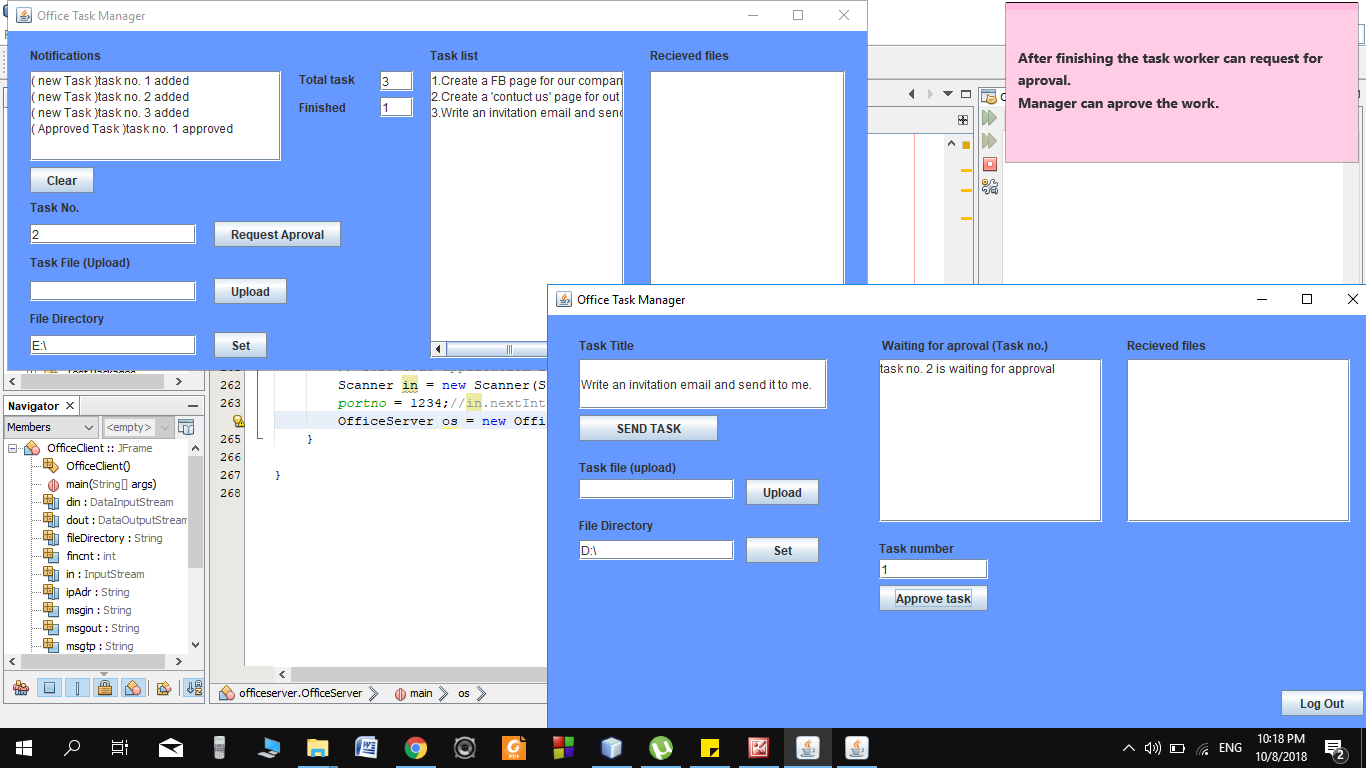 Office Task Manager
Notifications
( new Task )task no. 1 added
( new Task )task no. 2 added
( new Task )task no. 3 added
( Approved Task )task no. 1 approved
Clear
Total task
3
Finished
1
Task No.
2
Request Aproval
Task File (Upload)
Upload
File Directory
E:\
Set
Task list
1.Create a FB page for our compan
2.Create a 'contuct us' page for out
3.Write an invitation email and send
Recieved files
After finishing the task worker can request for
aproval.
Manager can aprove the work.
Office Task Manager
Task Title
Write an invitation email and send it to me.
SEND TASK
Task file (upload)
Upload
File Directory
D:\
Set
Waiting for aproval (Task no.)
task no. 2 is waiting for approval
Recieved files
Task number
1
Approve task
Log Out
Test Packages
Navigator
Members
<empty>
OfficeClient :: JFrame
OfficeClient()
main(String[] args)
din : DataInputStream
dout : DataOutputStream
fileDirectory : String
fincnt : int
in : InputStream
ipAdr : String
msgin : String
msgout : String
msgtp : String
262 Scanner in = new Scanner(S
263 portno = 1234;//in.nextInt
OfficeServer os = new Offi
265 }
266
267 }
268
officeserver.OfficeServer
main
os
PDF
ENG
10:18 PM
10/8/2018
2